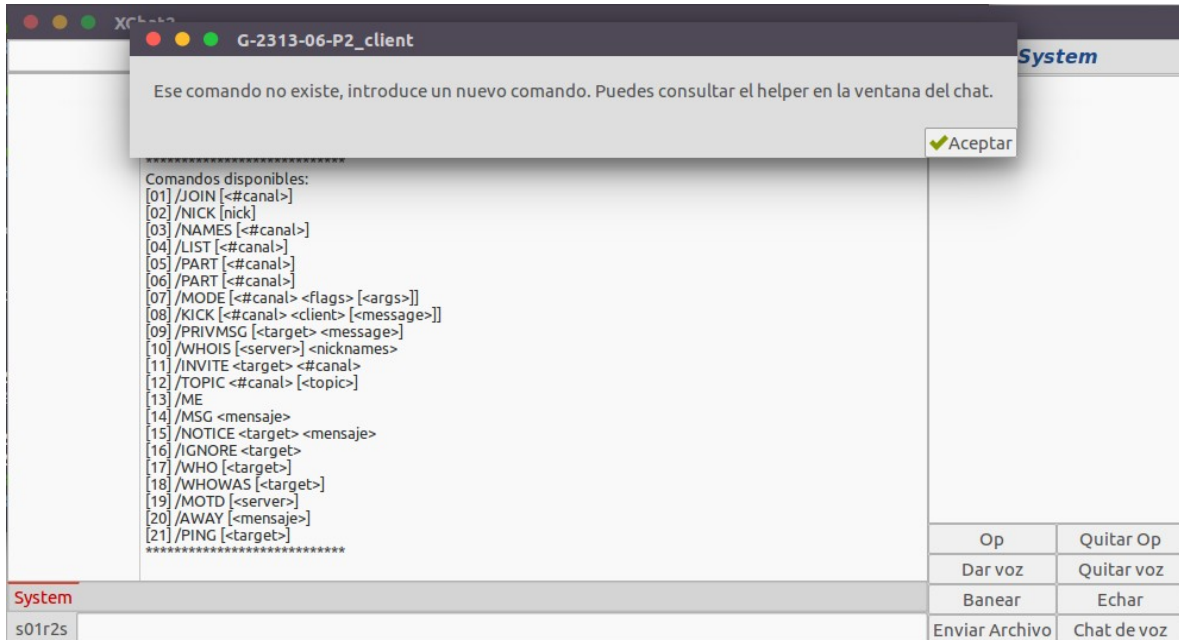 XChat2
G-2313-06-P2_client
System
Ese comando no existe, introduce un nuevo comando. Puedes consultar el helper en la ventana del chat.
Aceptar
****************************
Comandos disponibles:
[01] /JOIN [<#canal>]
[02] /NICK [nick]
[03] /NAMES [<#canal>]
[04] /LIST [<#canal>]
[05] /PART [<#canal>]
[06] /PART [<#canal>]
[07] /MODE [<#canal> <flags> [<args>]]
[08] /KICK [<#canal> <client> [<message>]]
[09] /PRIVMSG [<target> <message>]
[10] /WHOIS [<server>] <nicknames>
[11] /INVITE <target> <#canal>
[12] /TOPIC <#canal> [<topic>]
[13] /ME
[14] /MSG <mensaje>
[15] /NOTICE <target> <mensaje>
[16] /IGNORE <target>
[17] /WHO [<target>]
[18] /WHOWAS [<target>]
[19] /MOTD [<server>]
[20] /AWAY [<mensaje>]
[21] /PING [<target>]
****************************
Op
Quitar Op
Dar voz
Quitar voz
System
Banear
Echar
s01r2s
Enviar Archivo
Chat de voz